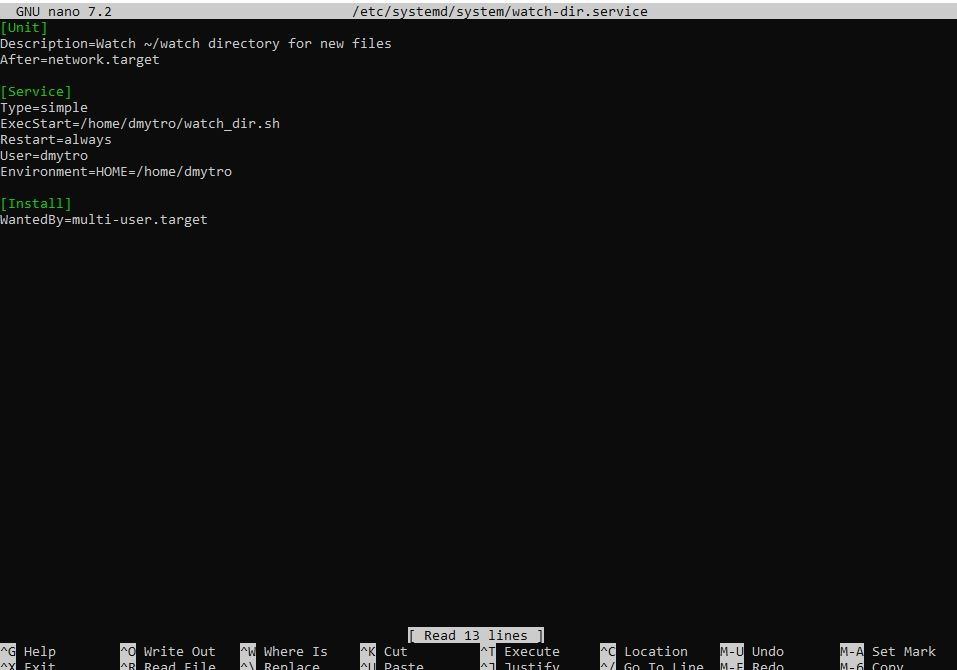 GNU nano 7.2 /etc/systemd/system/watch-dir.service
[Unit]
Description=Watch ~/watch directory for new files
After=network.target
[Service]
Type=simple
ExecStart=/home/dmytro/watch_dir.sh
Restart=always
User=dmytro
Environment=HOME=/home/dmytro
[Install]
WantedBy=multi-user.target
[ Read 13 lines ]
^G Help ^O Write Out ^W Where Is ^K Cut ^T Execute ^C Location M-U Undo M-A Set Mark
^X Exit ^R Read File ^\ Replace ^U Paste ^J Justify ^/ Go To Line M-E Redo M-6 Copy